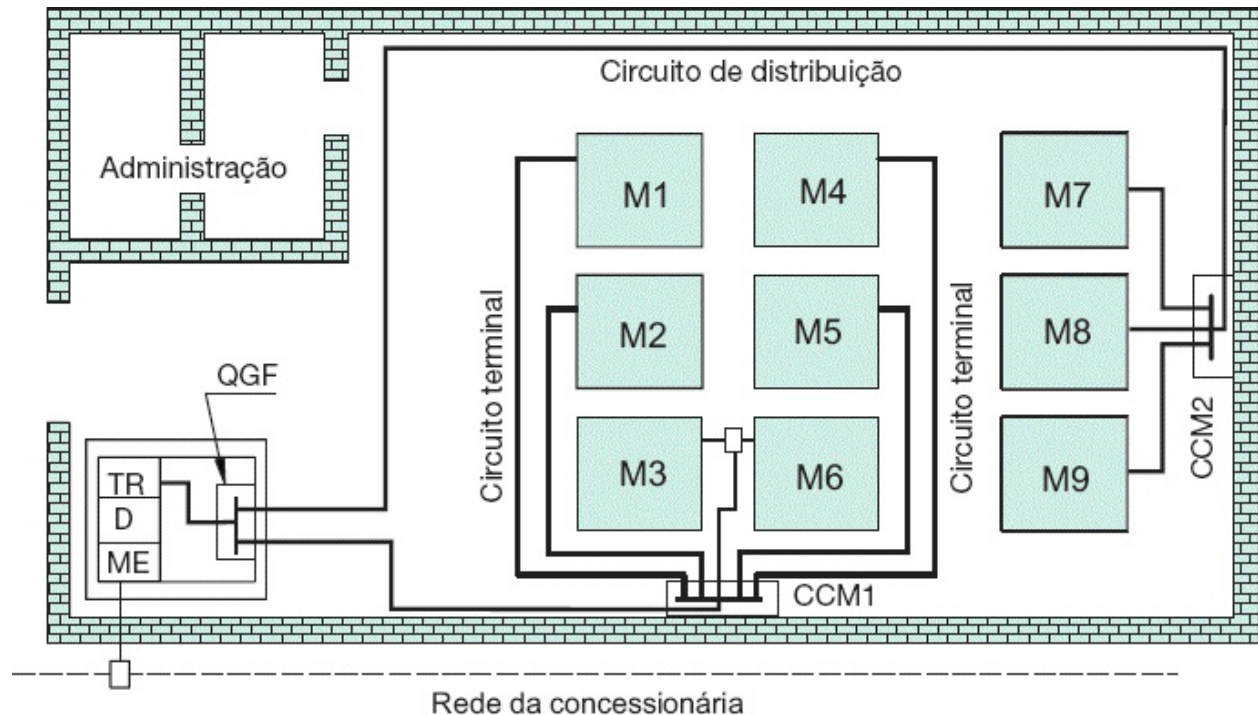 Circuito de distribuição
Administração
M1
M4
M7
M2
M5
M8
M3
M6
M9
Circuito terminal
Circuito terminal
QGF
TR
D
ME
CCM1
CCM2
Rede da concessionária